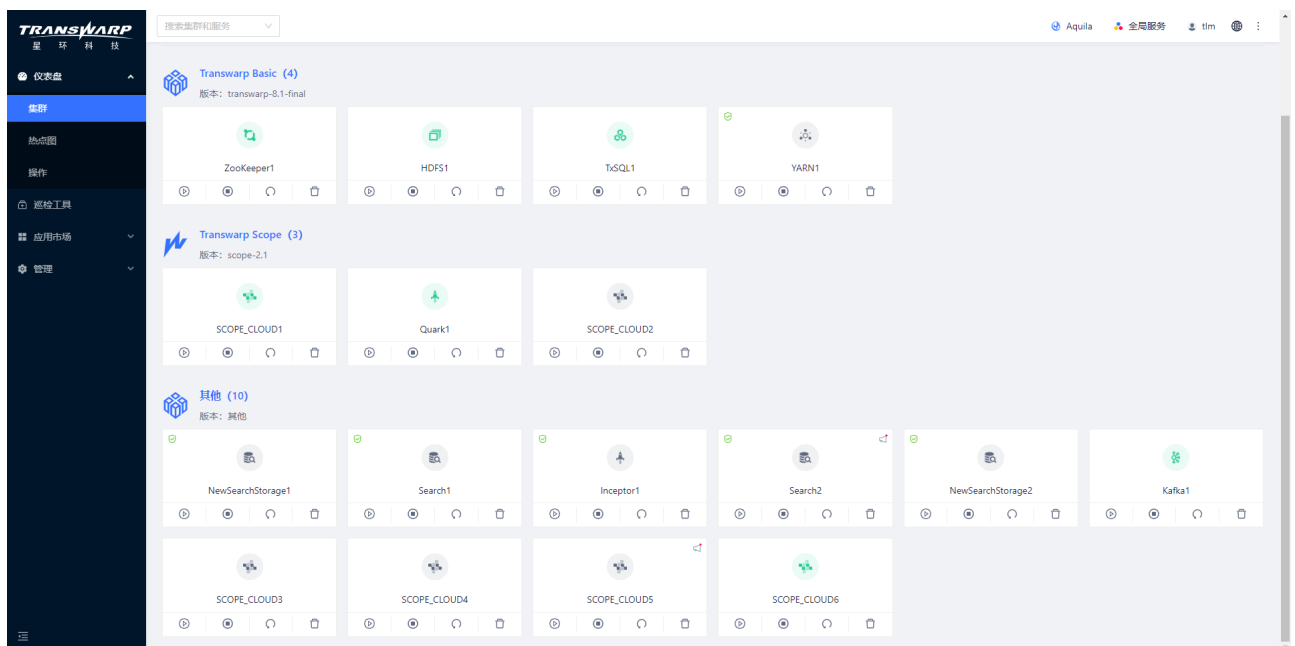 TRANSWARP
星 环 科 技
搜索集群和服务
Aquila
全局服务
tlm
仪表盘
集群
热点图
操作
巡检工具
应用市场
管理
Transwarp Basic (4)
版本: transwarp-8.1-final
ZooKeeper1
HDFS1
TxSQL1
YARN1
Transwarp Scope (3)
版本: scope-2.1
SCOPE_CLOUD1
Quark1
SCOPE_CLOUD2
其他 (10)
版本: 其他
NewSearchStorage1
Search1
Inceptor1
Search2
NewSearchStorage2
Kafka1
SCOPE_CLOUD3
SCOPE_CLOUD4
SCOPE_CLOUD5
SCOPE_CLOUD6